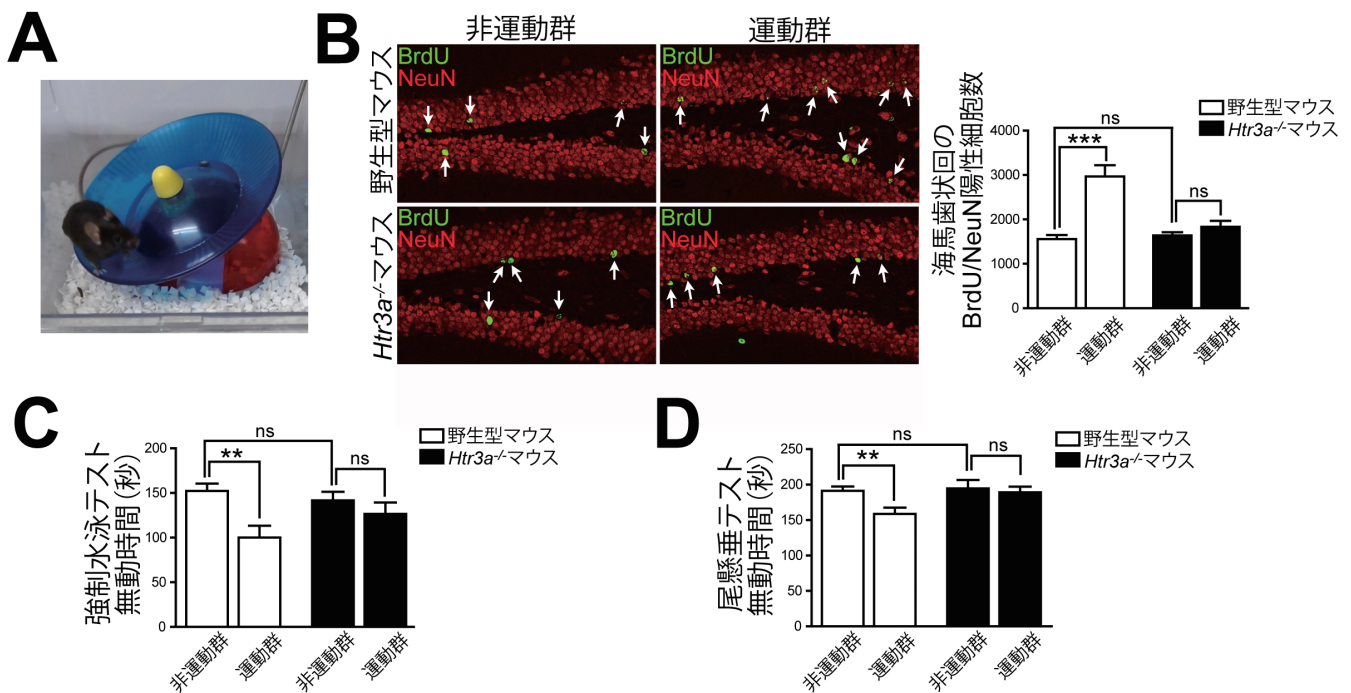 A
B
非運動群
運動群
野生型マウス
Htr3a-/-マウス
BrdU
NeuN
BrdU
NeuN
BrdU
NeuN
BrdU
NeuN
海馬歯状回の
BrdU/NeuN陽性細胞数
4000
3000
2000
1000
0
ns
***
ns
非運動群
運動群
非運動群
運動群
野生型マウス
Htr3a-/-マウス
C
強制水泳テスト
無動時間(秒)
200
150
100
50
0
ns
**
ns
非運動群
運動群
非運動群
運動群
野生型マウス
Htr3a-/-マウス
D
尾懸垂テスト
無動時間(秒)
250
200
150
100
50
0
ns
**
ns
非運動群
運動群
非運動群
運動群
野生型マウス
Htr3a-/-マウス